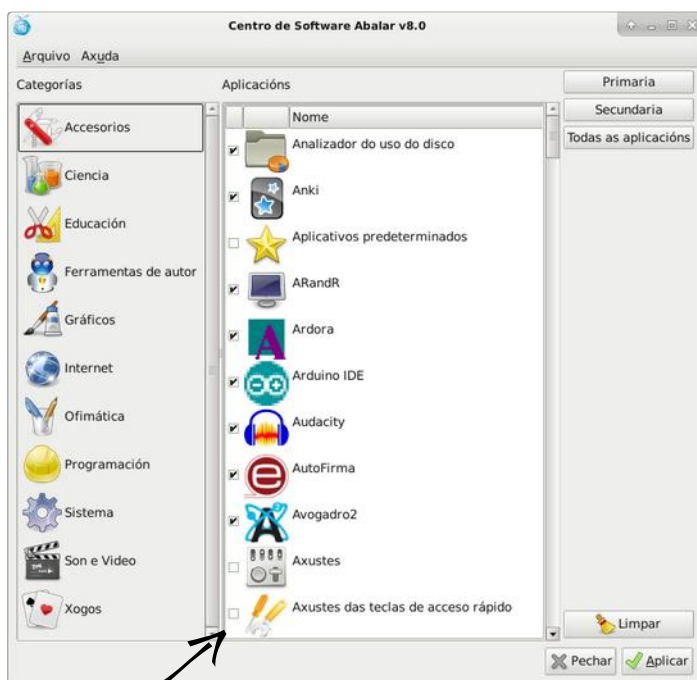 Centro de Software Abalar v8.0
Arquivo Axuda
Categorías
Aplicacións
Accesorios
Ciencia
Educación
Ferramentas de autor
Gráficos
Internet
Ofimática
Programación
Sistema
Son e Video
Xogos
Nome
Analizador do uso do disco
Anki
Aplicativos predeterminados
ARandR
Ardora
Arduino IDE
Audacity
AutoFirma
Avogadro2
Axustes
Axustes das teclas de acceso rápido
Primaria
Secundaria
Todas as aplicacións
Limpar
Pechar Aplicar